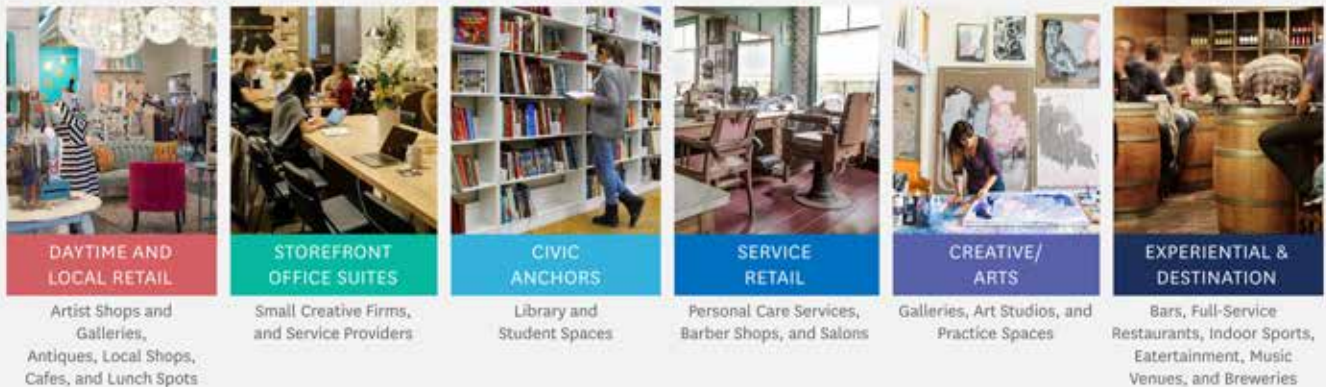 DAYTIME AND
LOCAL RETAIL
Artist Shops and
Galleries,
Antiques, Local Shops,
Cafes, and Lunch Spots
STOREFRONT
OFFICE SUITES
Small Creative Firms,
and Service Providers
CIVIC
ANCHORS
Library and
Student Spaces
SERVICE
RETAIL
Personal Care Services,
Barber Shops, and Salons
CREATIVE/
ARTS
Galleries, Art Studios, and
Practice Spaces
EXPERIENTIAL &
DESTINATION
Bars, Full-Service
Restaurants, Indoor Sports,
Eatertainment, Music
Venues, and Breweries